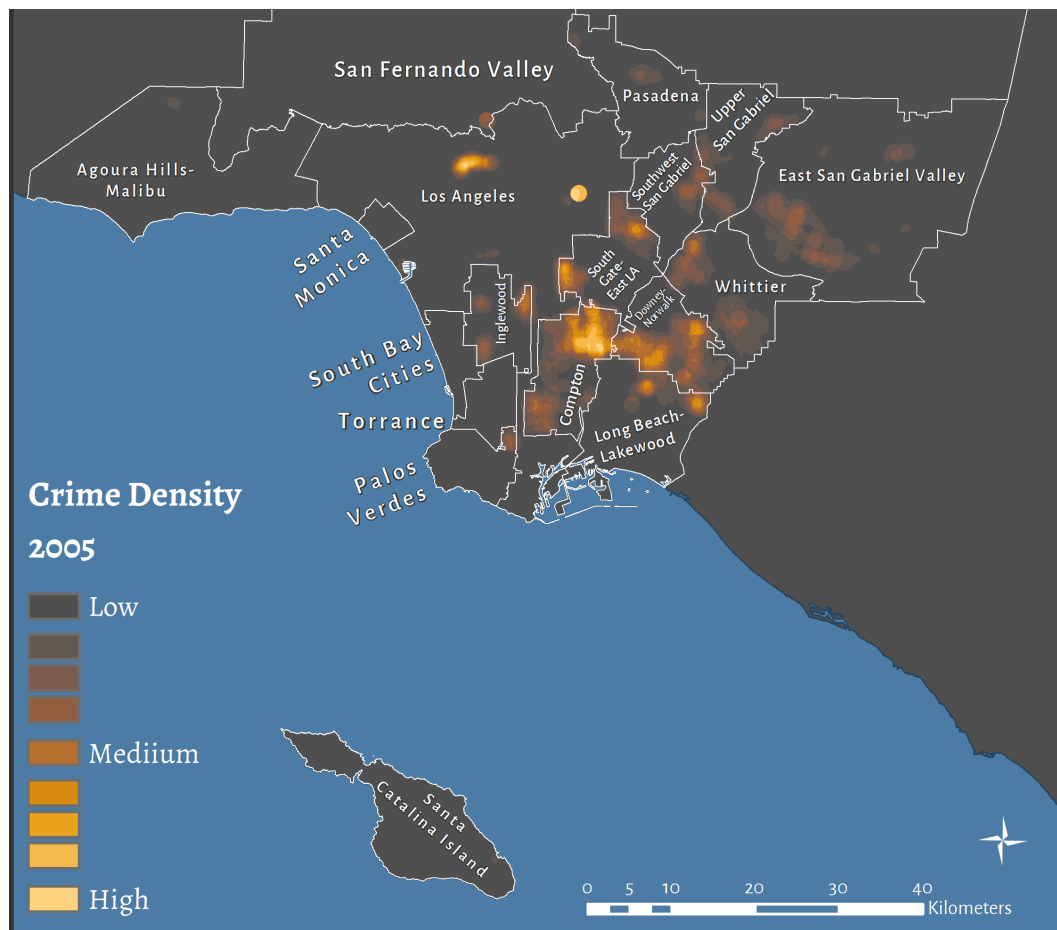 San Fernando Valley
Pasadena
Upper
San Gabriel
Agoura Hills-
Malibu
Los Angeles
Southwest
San Gabriel
East San Gabriel Valley
Santa
Monica
South
Gate-
East LA
Whittier
Downey-
Norwalk
Inglewood
South Bay
Cities
Compton
Torrance
Long Beach-
Lakewood
Palos
Verdes
Crime Density
2005
Low
Mediium
High
Santa
Catalina Island
0 5 10 20 30 40
Kilometers